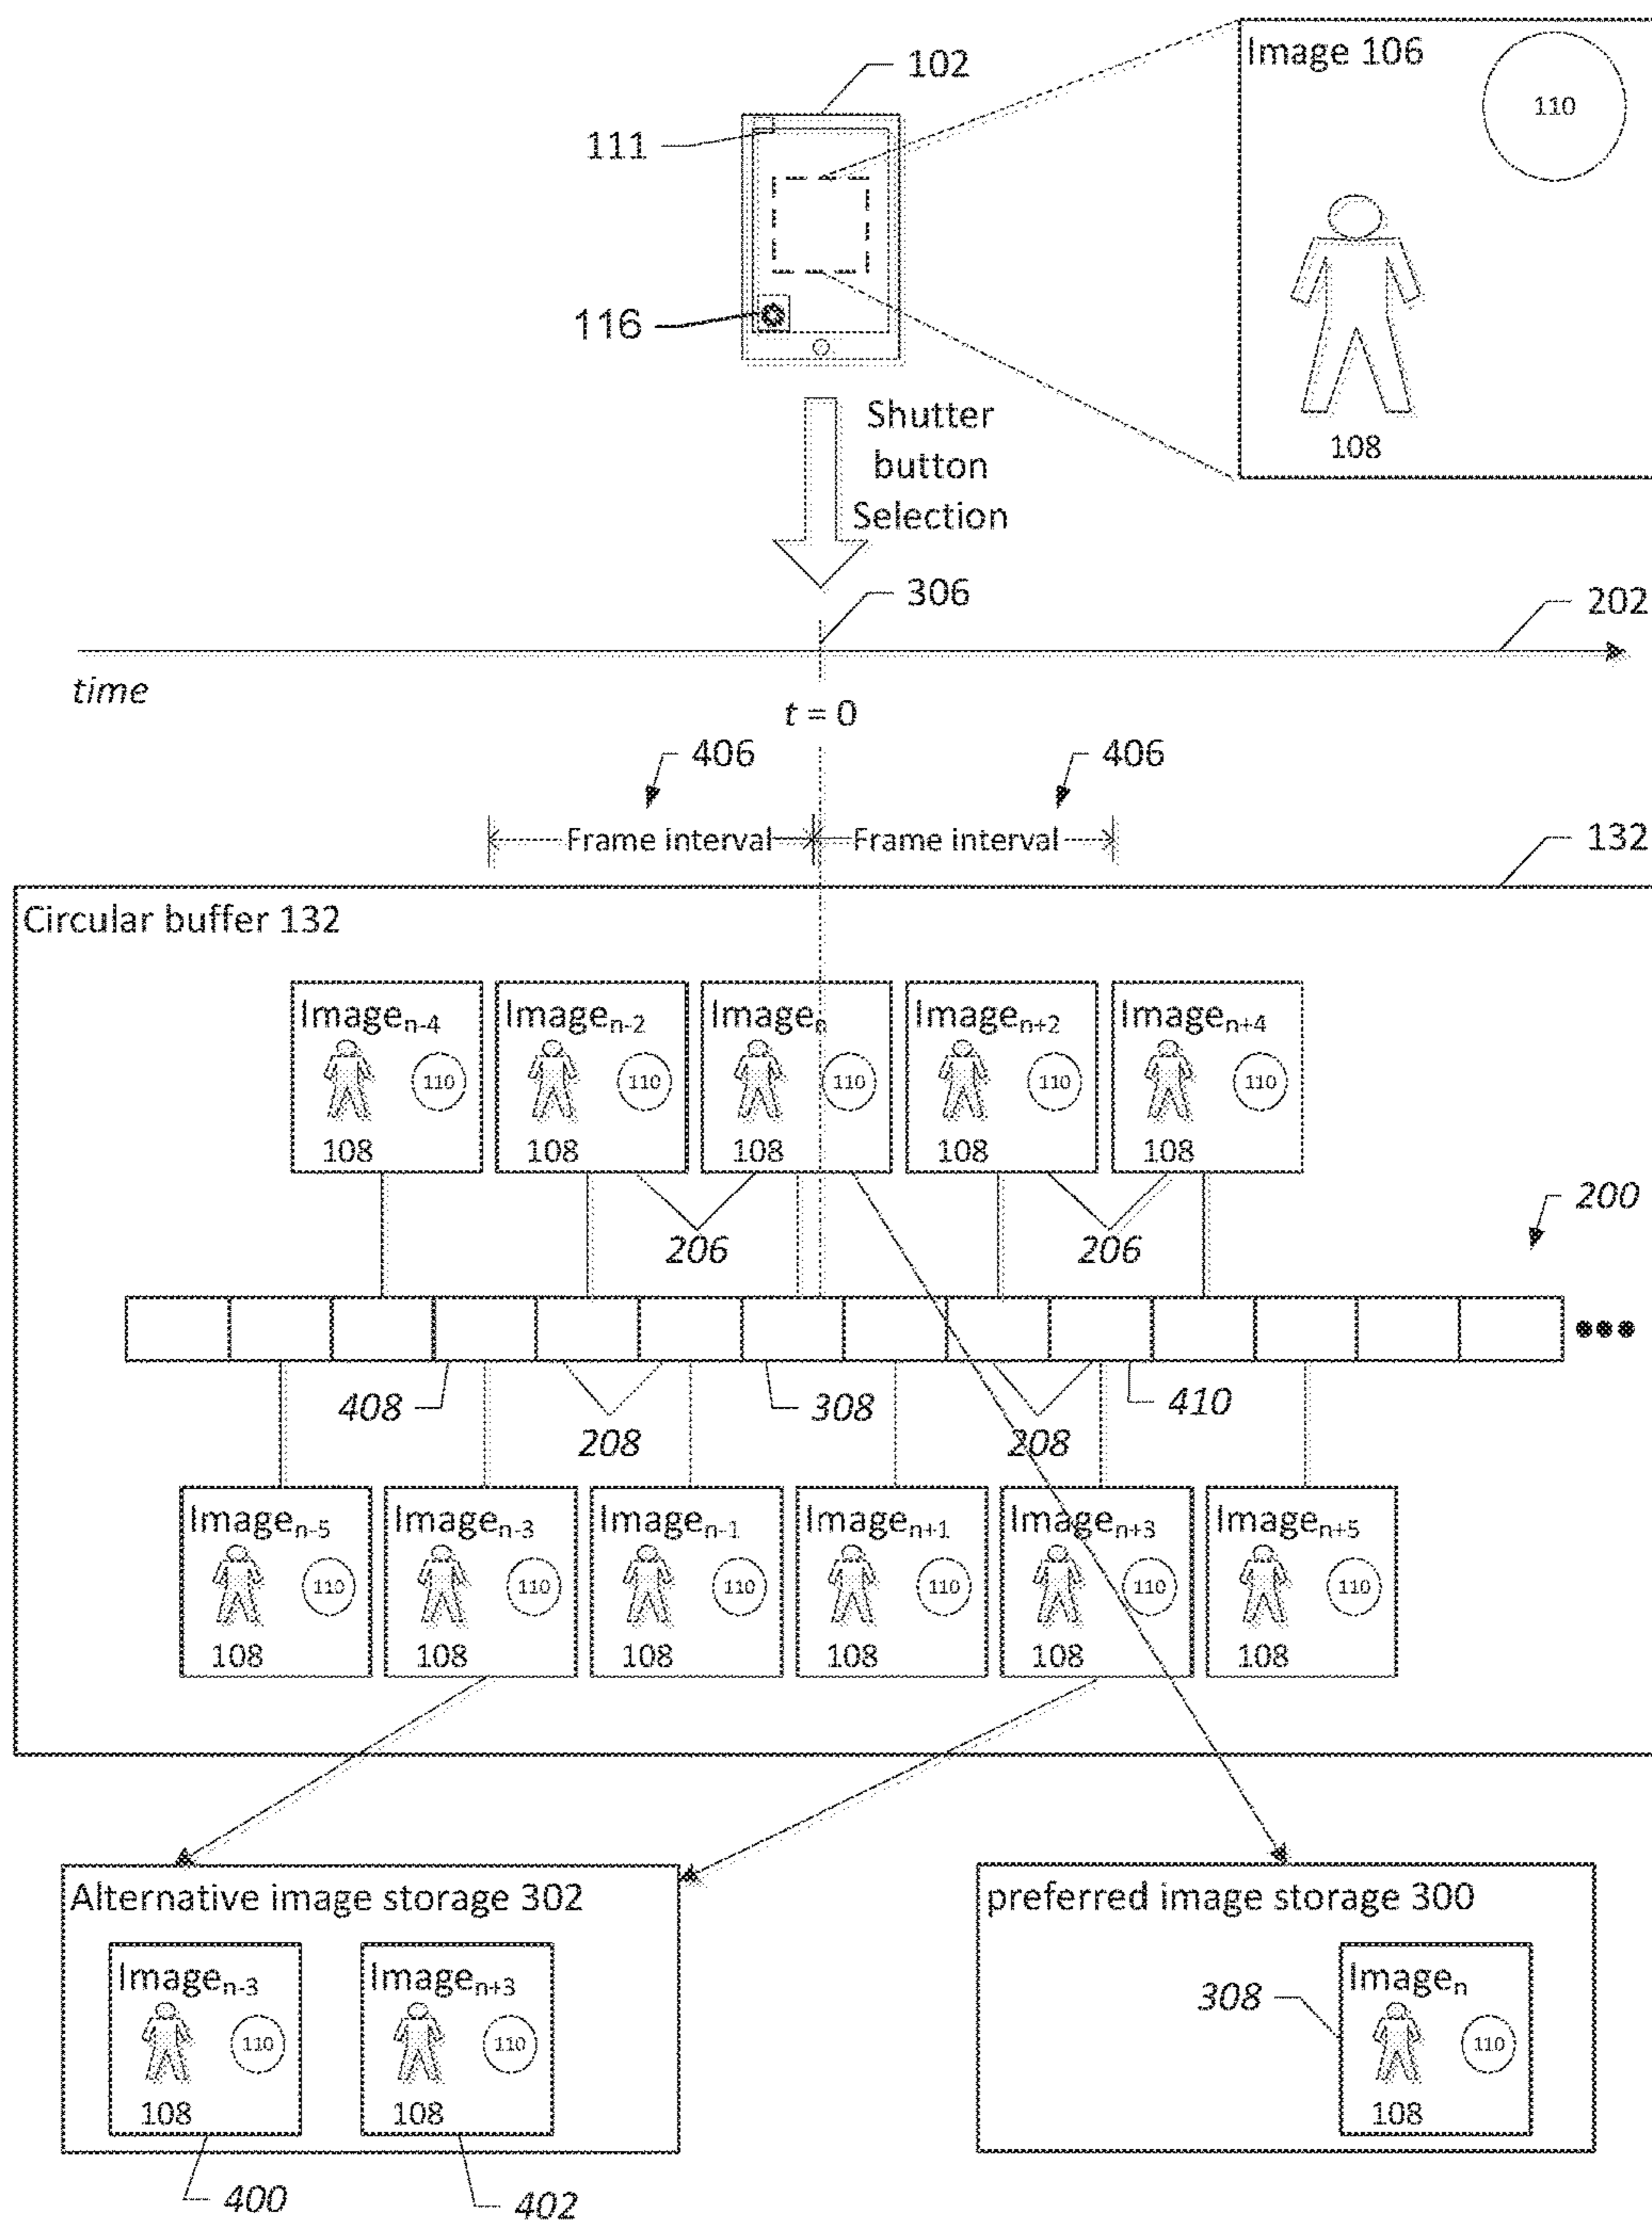 102
Image 106
110
111
116
108
Shutter
button
Selection
306
202
time
t = 0
406
406
Frame interval
Frame interval
132
Circular buffer 132
Imagen-4
Imagen-2
Imagen
Imagen+2
Imagen+4
110
110
110
110
110
108
108
108
108
108
200
206
206
408
308
410
208
208
Imagen-5
Imagen-3
Imagen-1
Imagen+1
Imagen+3
Imagen+5
110
110
110
110
110
110
108
108
108
108
108
108
Alternative image storage 302
Imagen-3
Imagen+3
110
110
108
108
400
402
preferred image storage 300
308
Imagen
110
108